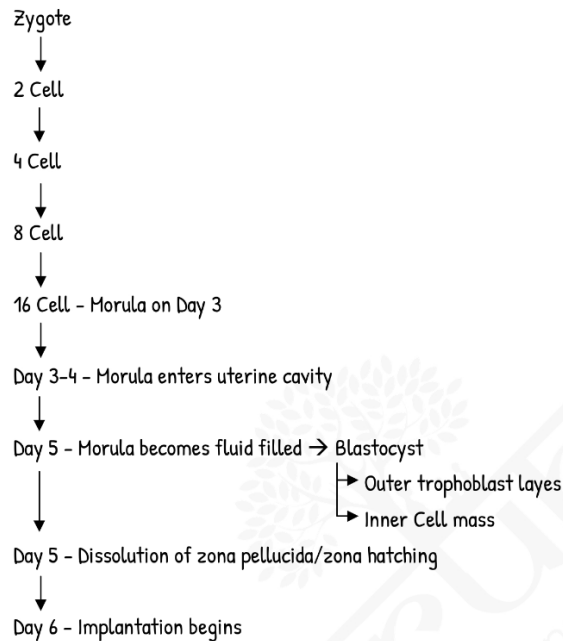 Zygote
2 Cell
4 Cell
8 Cell
16 Cell - Morula on Day 3
Day 3-4 - Morula enters uterine cavity
Day 5 - Morula becomes fluid filled → Blastocyst
Outer trophoblast layes
Inner Cell mass
Day 5 - Dissolution of zona pellucida/zona hatching
Day 6 - Implantation begins